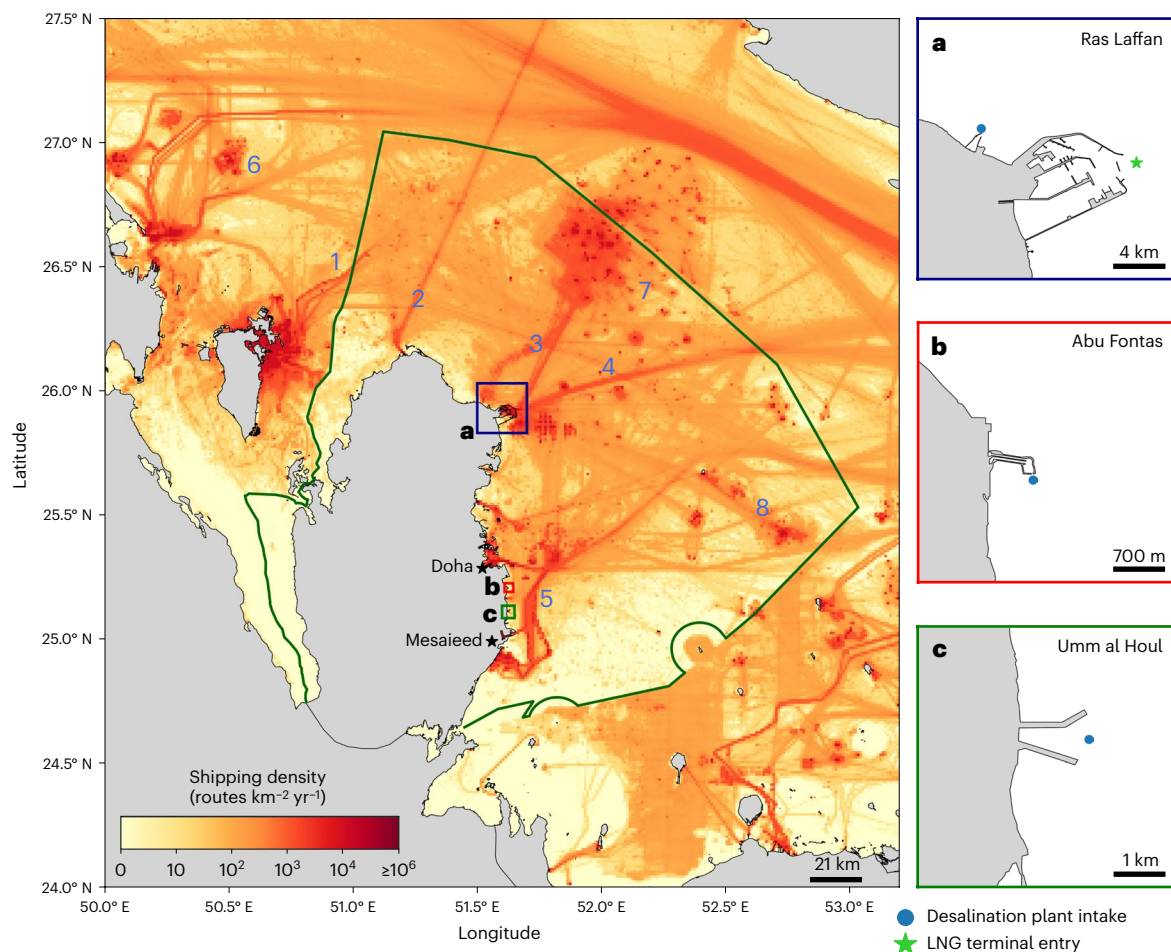 27.5° N
27.0° N
26.5° N
26.0° N
25.5° N
25.0° N
24.5° N
24.0° N
Latitude
50.0° E
50.5° E
51.0° E
51.5° E
52.0° E
52.5° E
53.0° E
Longitude
6
1
2
3
7
4
a
8
Doha
b
c
5
Mesaieed
Shipping density
(routes km⁻² yr⁻¹)
0
10
10²
10³
10⁴
≥10⁶
21 km
a
Ras Laffan
4 km
b
Abu Fontas
700 m
c
Umm al Houl
1 km
Desalination plant intake
LNG terminal entry